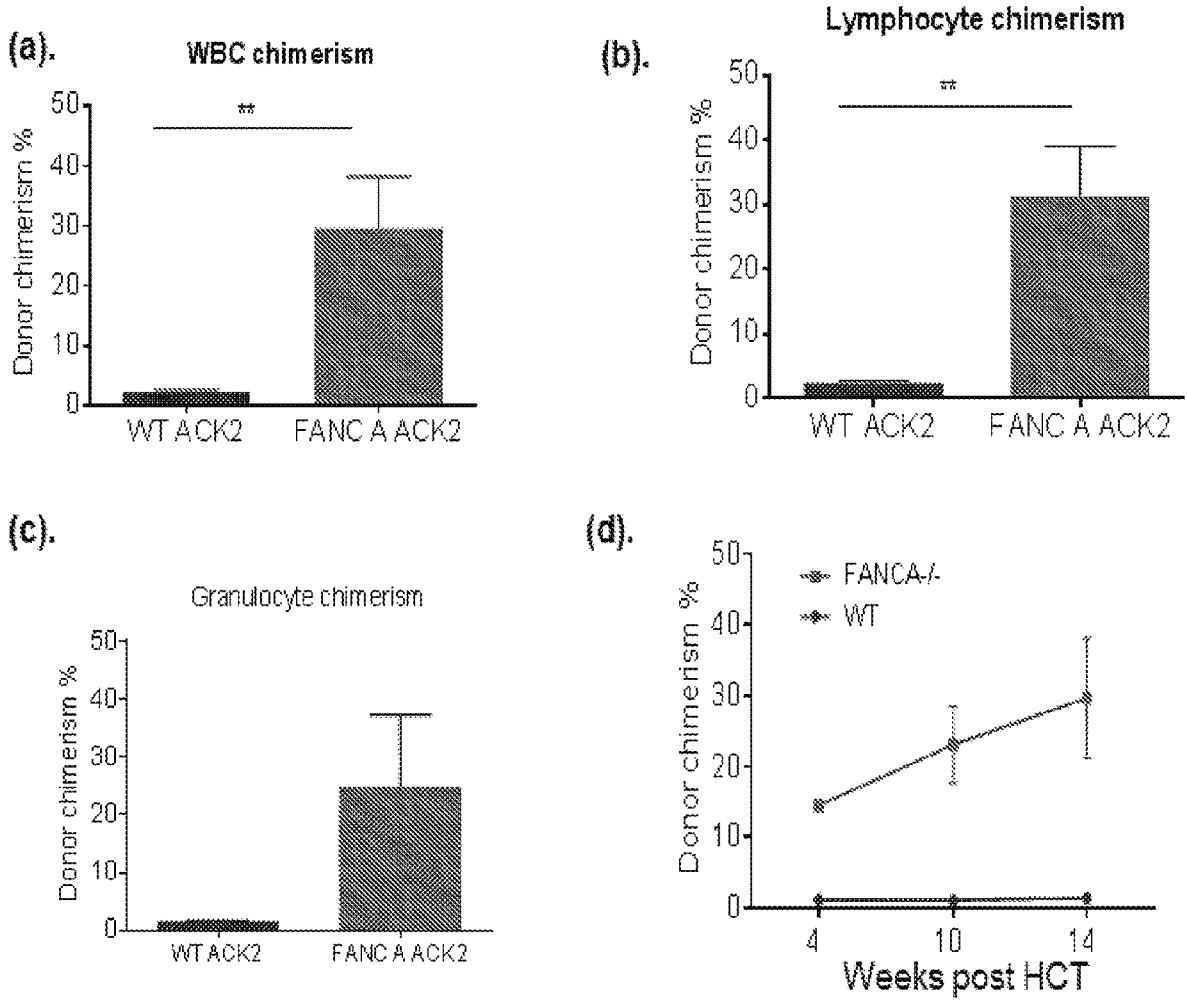 (a).
WBC chimerism
**
Donor chimerism %
50
40
30
20
10
0
WT ACK2
FANC A ACK2
(b).
Lymphocyte chimerism
**
Donor chimerism %
50
40
30
20
10
0
WT ACK2
FANC A ACK2
(c).
Granulocyte chimerism
Donor chimerism %
50
40
30
20
10
0
WT ACK2
FANC A ACK2
(d).
Donor chimerism %
50
40
30
20
10
0
FANCA-/-
WT
4
10
14
Weeks post HCT